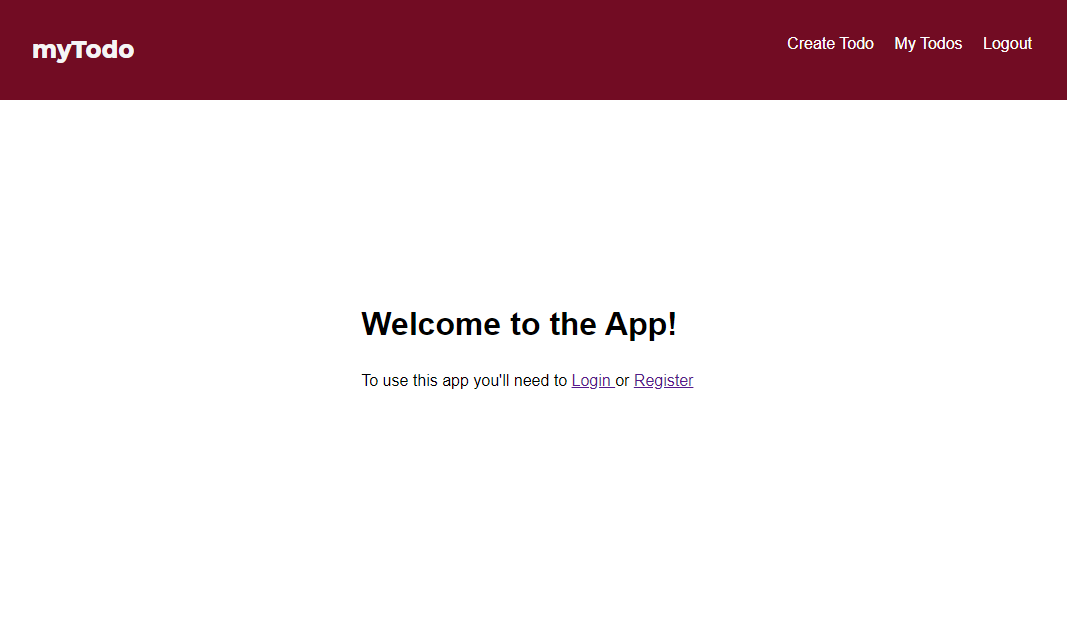 myTodo
Create Todo My Todos Logout
Welcome to the App!
To use this app you'll need to Login or Register